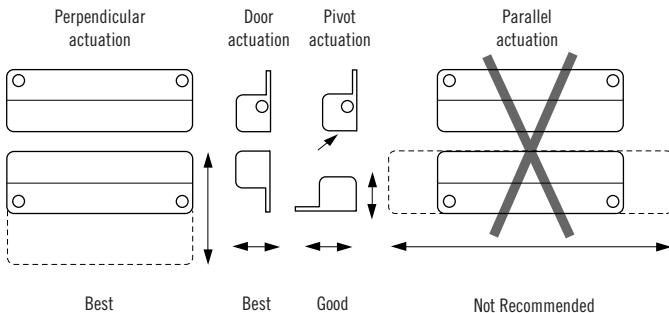 Perpendicular
actuation
Door
actuation
Pivot
actuation
Parallel
actuation
Best
Best
Good
Not Recommended